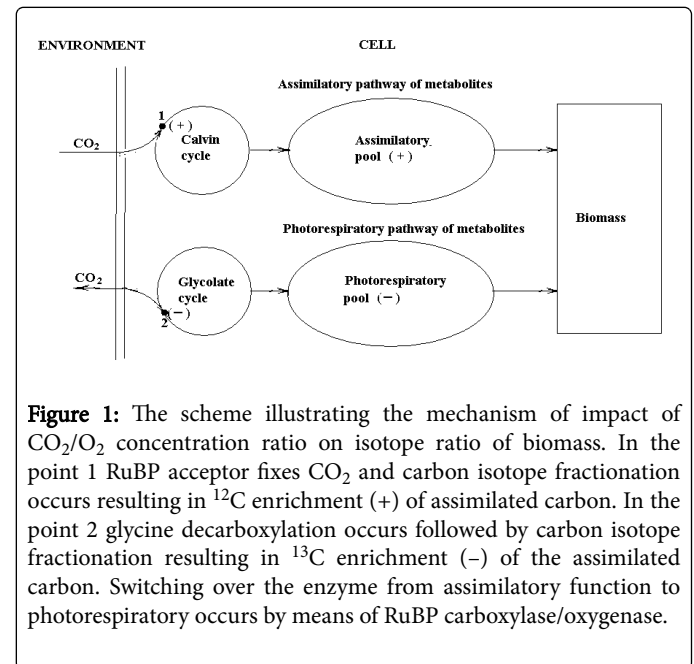 ENVIRONMENT CELL
Assimilatory pathway of metabolites
1
(+)
CO2
Calvin
cycle
Assimilatory
pool (+)
Biomass
Photorespiratory pathway of metabolites
CO2
Glycolate
cycle
Photorespiratory
pool (−)
(−)
2
Figure 1: The scheme illustrating the mechanism of impact of
CO₂/O₂ concentration ratio on isotope ratio of biomass. In the
point 1 RuBP acceptor fixes CO₂ and carbon isotope fractionation
occurs resulting in ¹²C enrichment (+) of assimilated carbon. In the
point 2 glycine decarboxylation occurs followed by carbon isotope
fractionation resulting in ¹³C enrichment (–) of the assimilated
carbon. Switching over the enzyme from assimilatory function to
photorespiratory occurs by means of RuBP carboxylase/oxygenase.